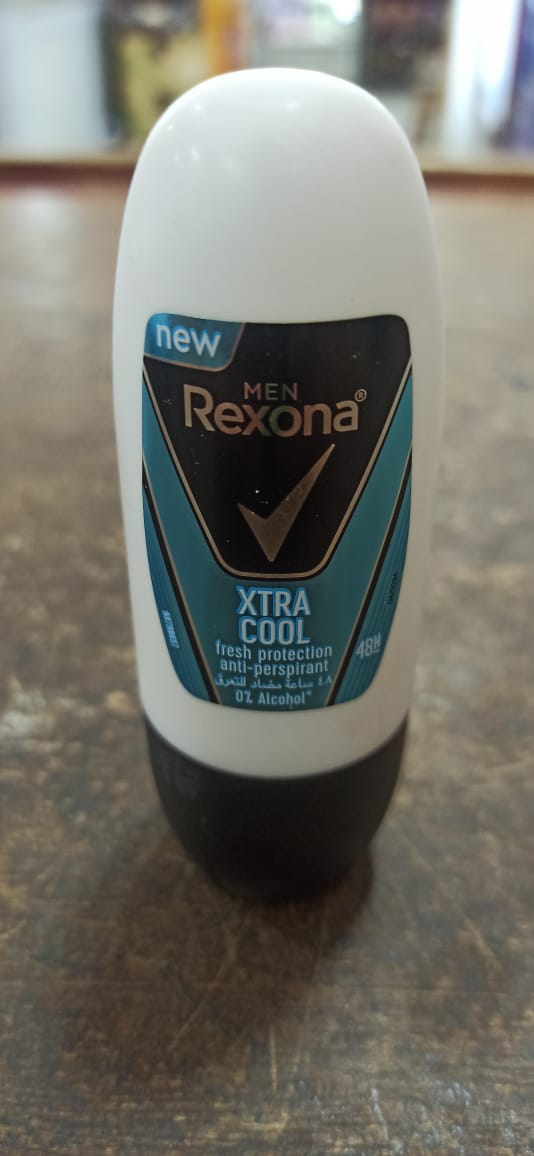 new
MEN
Rexona®
XTRA
COOL
fresh protection
anti-perspirant
٤٨ ساعة مضاد للتعرق
0% Alcohol*
48H